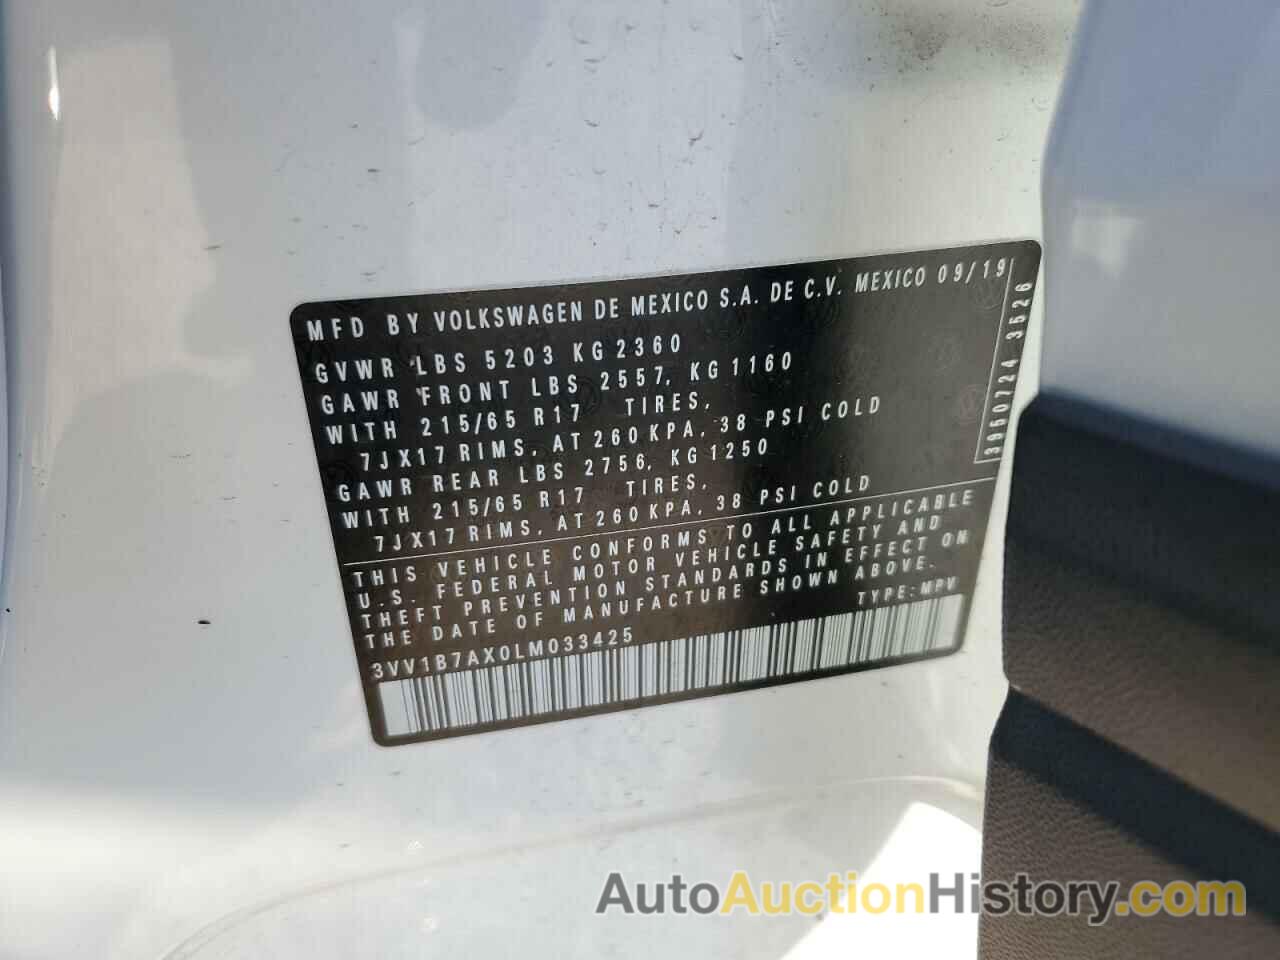 MFD BY VOLKSWAGEN DE MEXICO S.A. DE C.V. MEXICO 09/19
GVWR LBS 5203 KG 2360
GAWR FRONT LBS 2557, KG 1160
WITH 215/65 R17 TIRES,
7JX17 RIMS, AT 260 KPA, 38 PSI COLD
GAWR REAR LBS 2756, KG 1250
WITH 215/65 R17 TIRES,
7JX17 RIMS, AT 260 KPA, 38 PSI COLD
3950724 3526
THIS VEHICLE CONFORMS TO ALL APPLICABLE
U.S. FEDERAL MOTOR VEHICLE SAFETY AND
THEFT PREVENTION STANDARDS IN EFFECT ON
THE DATE OF MANUFACTURE SHOWN ABOVE.
3VV1B7AX0LM033425 TYPE: MPV
AutoAuctionHistory.com